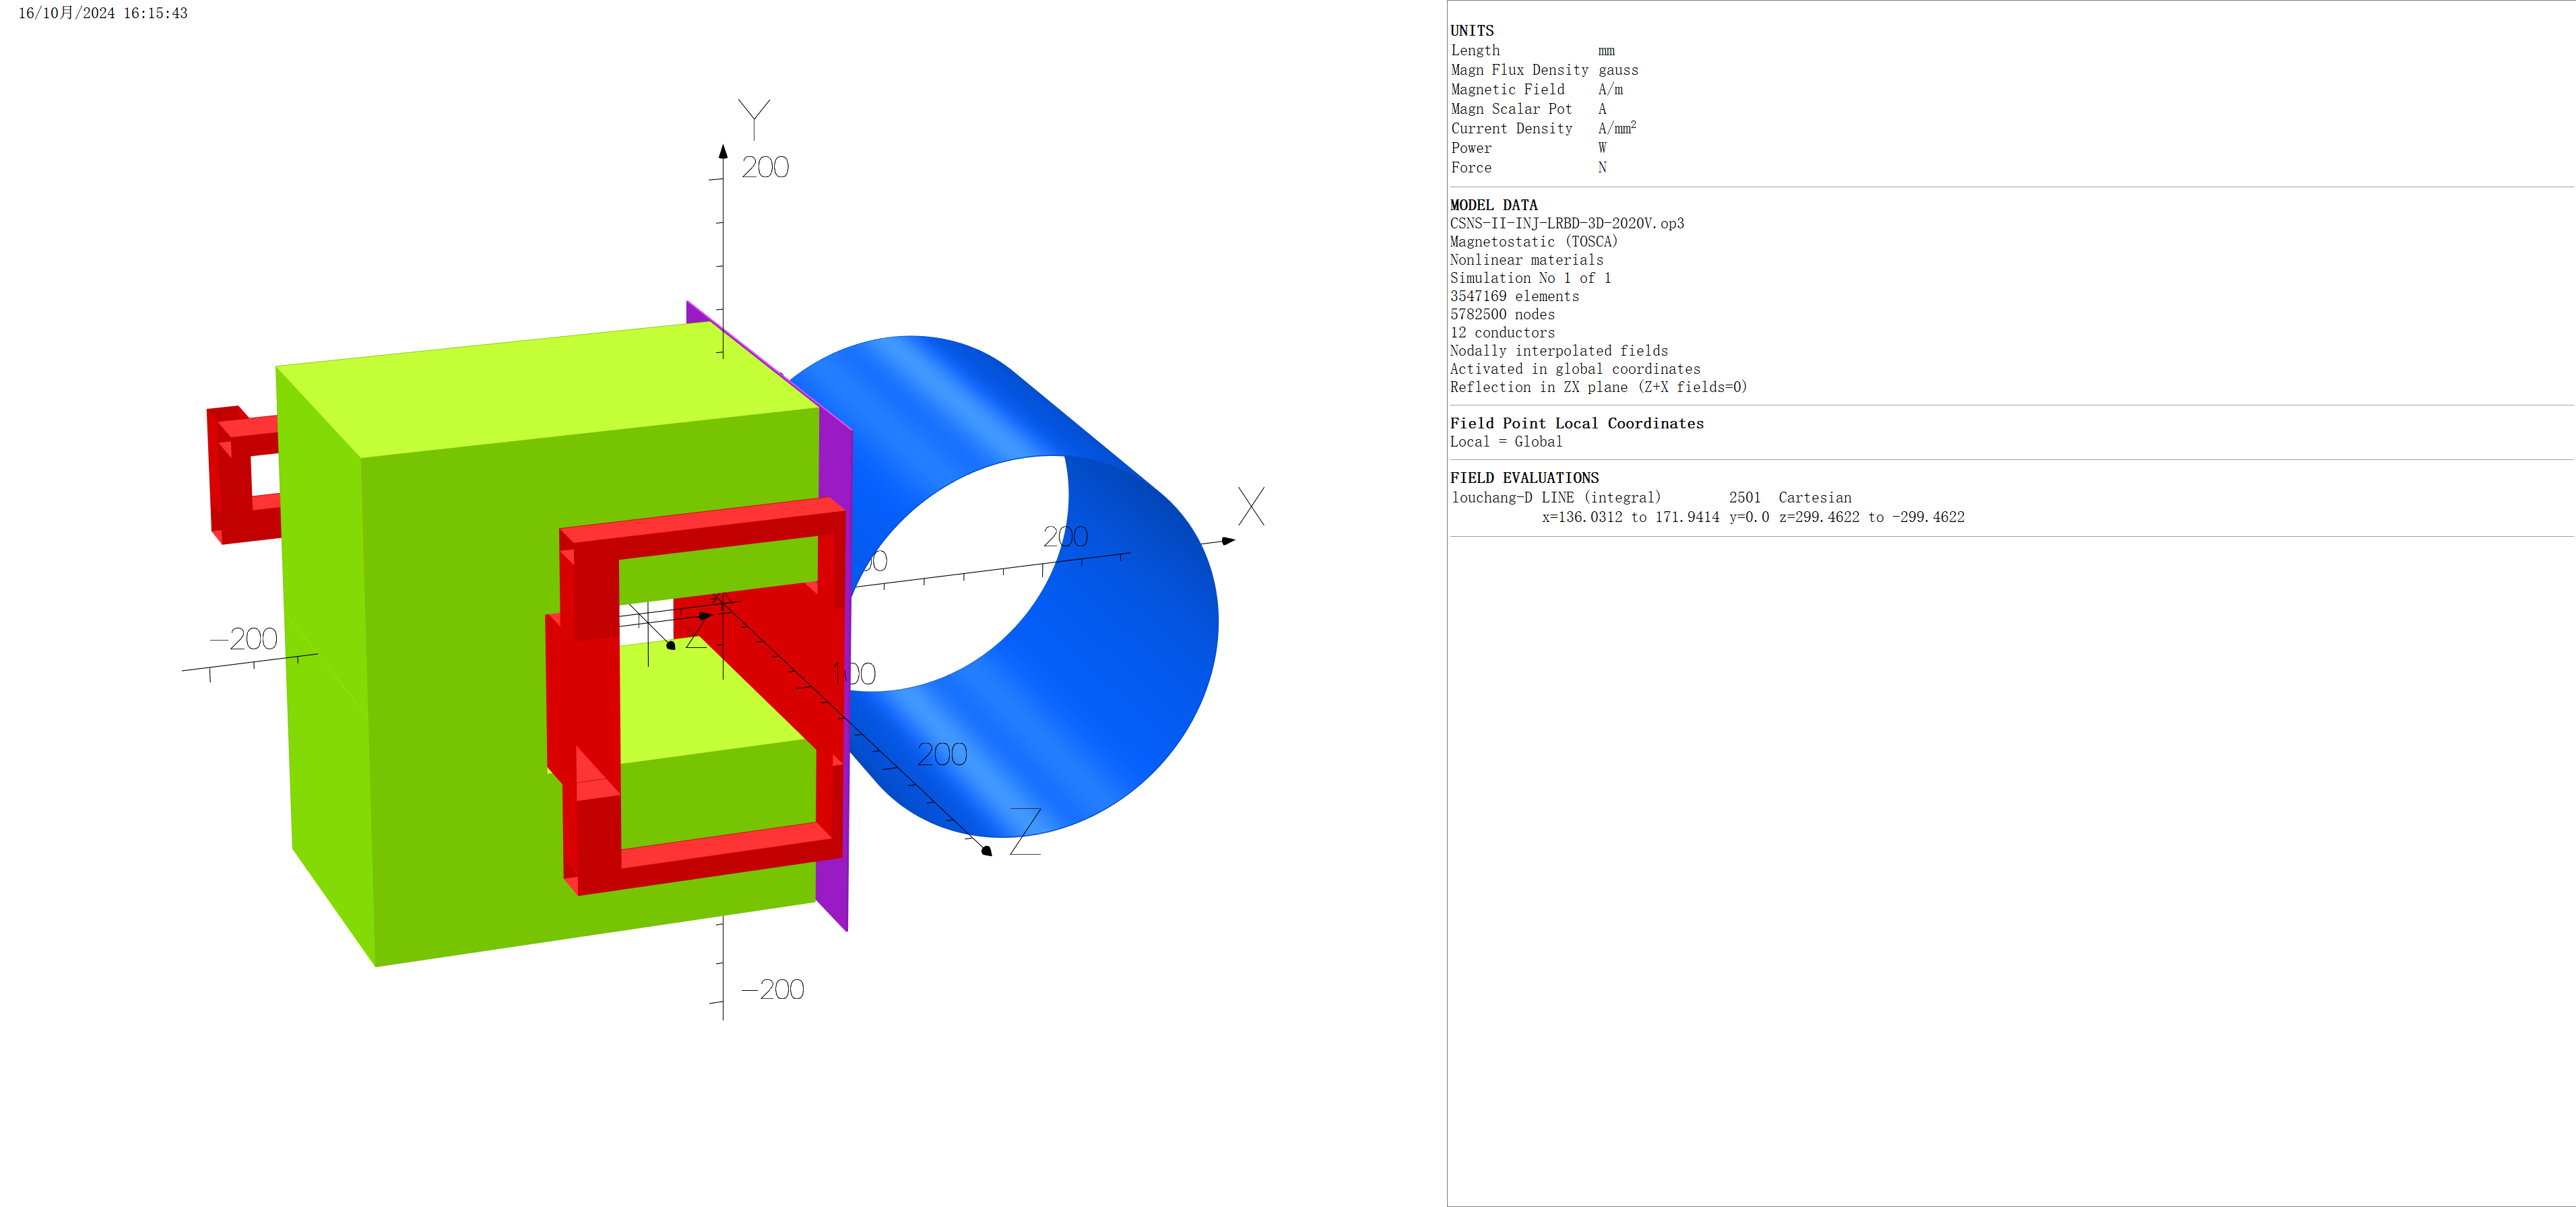 16/10月/2024 16:15:43
Y
200
X
200
00
-200
Z
100
200
Z
-200
UNITS
Length mm
Magn Flux Density gauss
Magnetic Field A/m
Magn Scalar Pot A
Current Density A/mm²
Power W
Force N
MODEL DATA
CSNS-II-INJ-LRBD-3D-2020V.op3
Magnetostatic (TOSCA)
Nonlinear materials
Simulation No 1 of 1
3547169 elements
5782500 nodes
12 conductors
Nodally interpolated fields
Activated in global coordinates
Reflection in ZX plane (Z+X fields=0)
Field Point Local Coordinates
Local = Global
FIELD EVALUATIONS
louchang-D LINE (integral) 2501 Cartesian
x=136.0312 to 171.9414 y=0.0 z=299.4622 to -299.4622